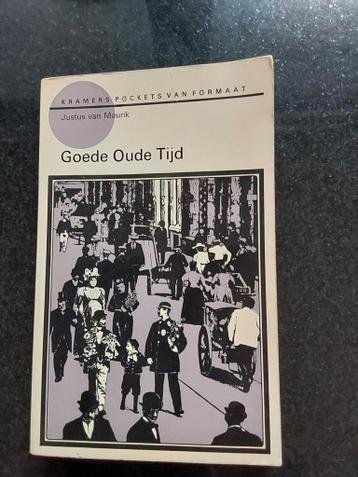 KRAMERS POCKETS VAN FORMAAT
Justus van Maurik
Goede Oude Tijd